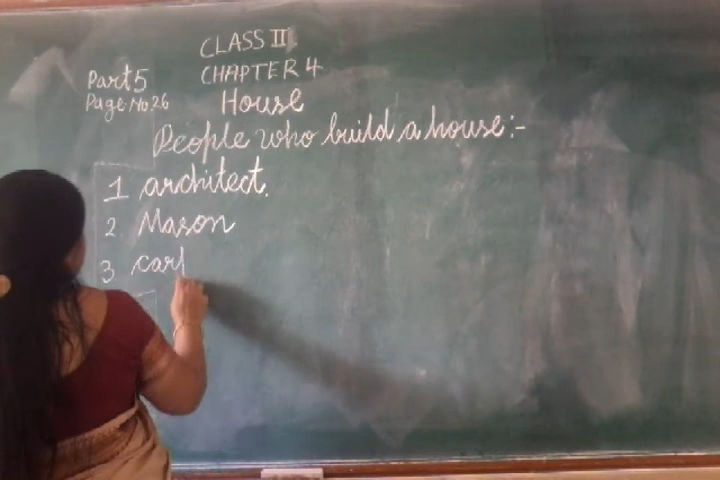 CLASS II
Part 5
CHAPTER 4
Page No. 26
House
People who build a house:-
1 architect.
2. Mason
3